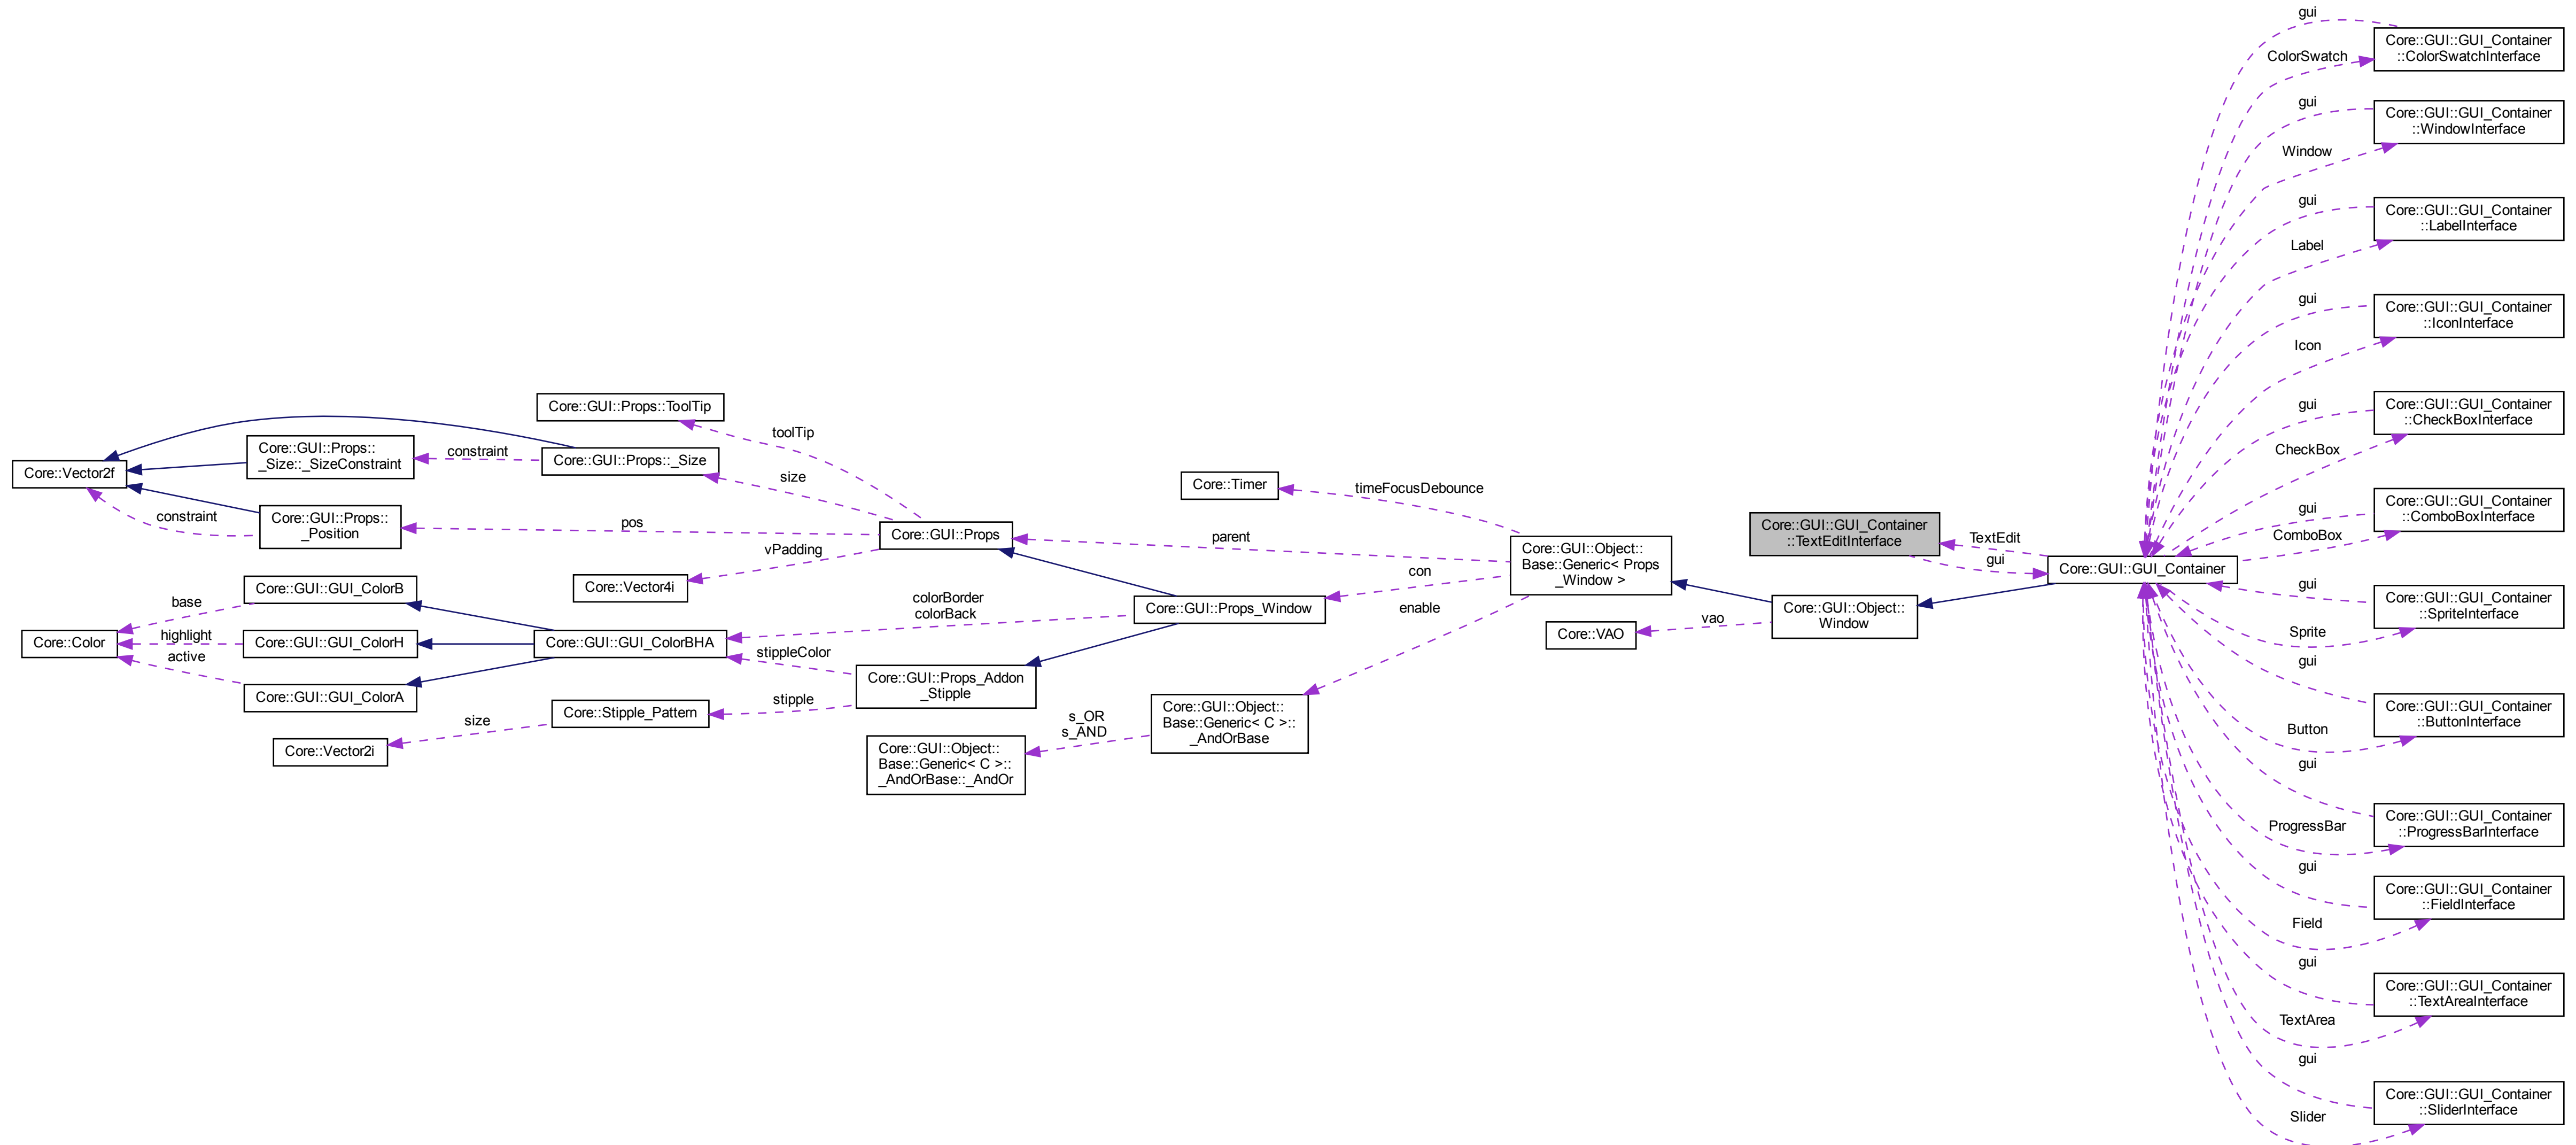 Core::Vector2f
Core::Color
Core::GUI::Props::
_Size::_SizeConstraint
constraint
Core::GUI::Props::
_Position
constraint
Core::GUI::GUI_ColorB
base
Core::GUI::GUI_ColorH
highlight
Core::GUI::GUI_ColorA
active
Core::Vector2i
size
Core::GUI::Props::ToolTip
Core::GUI::Props::_Size
Core::Vector4i
Core::GUI::GUI_ColorBHA
Core::Stipple_Pattern
toolTip
size
pos
vPadding
Core::GUI::Props
colorBorder
colorBack
stippleColor
Core::GUI::Props_Addon
_Stipple
stipple
Core::GUI::Object::
Base::Generic< C >::
_AndOrBase::_AndOr
s_OR
s_AND
Core::Timer
Core::GUI::Props_Window
Core::GUI::Object::
Base::Generic< C >::
_AndOrBase
timeFocusDebounce
parent
con
enable
Core::GUI::Object::
Base::Generic< Props
_Window >
Core::VAO
vao
Core::GUI::GUI_Container
::TextEditInterface
Core::GUI::Object::
Window
TextEdit
gui
Core::GUI::GUI_Container
gui
ColorSwatch
Core::GUI::GUI_Container
::ColorSwatchInterface
gui
Window
Core::GUI::GUI_Container
::WindowInterface
gui
Label
Core::GUI::GUI_Container
::LabelInterface
gui
Icon
Core::GUI::GUI_Container
::IconInterface
gui
CheckBox
Core::GUI::GUI_Container
::CheckBoxInterface
gui
ComboBox
Core::GUI::GUI_Container
::ComboBoxInterface
gui
Sprite
Core::GUI::GUI_Container
::SpriteInterface
gui
Button
Core::GUI::GUI_Container
::ButtonInterface
gui
ProgressBar
Core::GUI::GUI_Container
::ProgressBarInterface
gui
Field
Core::GUI::GUI_Container
::FieldInterface
gui
TextArea
Core::GUI::GUI_Container
::TextAreaInterface
gui
Slider
Core::GUI::GUI_Container
::SliderInterface